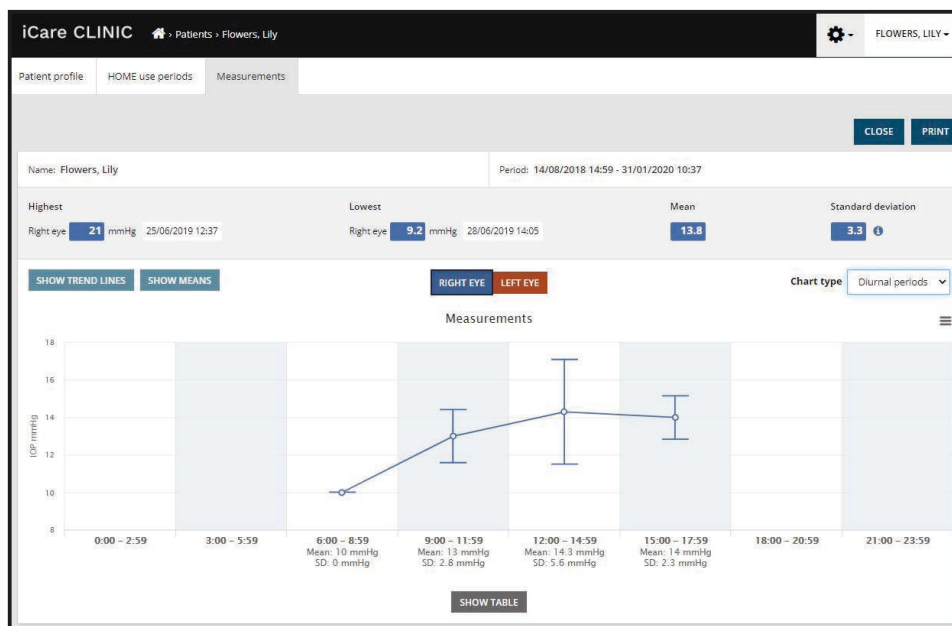 iCare CLINIC › Patients › Flowers, Lily FLOWERS, LILY
Patient profile HOME use periods Measurements
CLOSE PRINT
Name: Flowers, Lily Period: 14/08/2018 14:59 - 31/01/2020 10:37
Highest Lowest Mean Standard deviation
Right eye 21 mmHg 25/06/2019 12:37 Right eye 9.2 mmHg 28/06/2019 14:05 13.8 3.3 i
SHOW TREND LINES SHOW MEANS RIGHT EYE LEFT EYE Chart type Diurnal periods
Measurements
18
16
14
12
10
8
IOP mmHg
0:00 – 2:59 3:00 – 5:59 6:00 – 8:59 9:00 – 11:59 12:00 – 14:59 15:00 – 17:59 18:00 – 20:59 21:00 – 23:59
Mean: 10 mmHg Mean: 13 mmHg Mean: 14.3 mmHg Mean: 14 mmHg
SD: 0 mmHg SD: 2.8 mmHg SD: 5.6 mmHg SD: 2.3 mmHg
SHOW TABLE